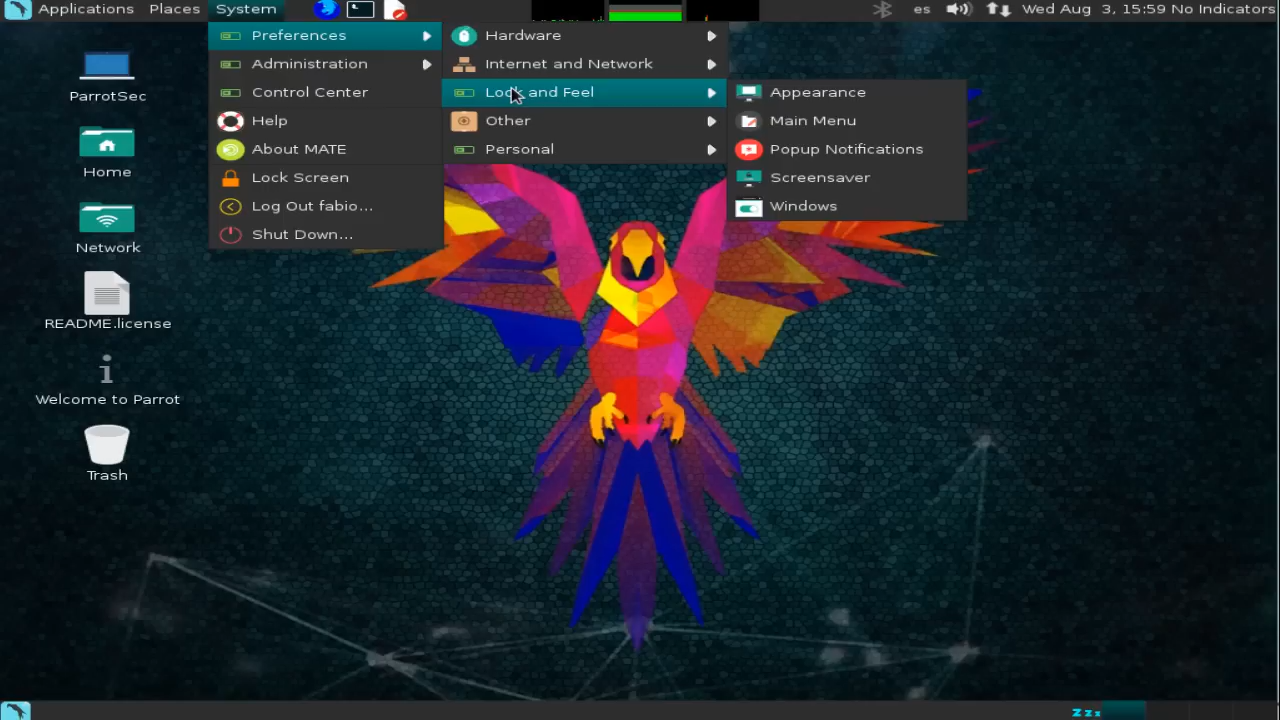 Applications Places System
es Wed Aug 3, 15:59 No Indicators
Preferences
Administration
Control Center
Help
About MATE
Lock Screen
Log Out fabio...
Shut Down...
Hardware
Internet and Network
Look and Feel
Other
Personal
Appearance
Main Menu
Popup Notifications
Screensaver
Windows
ParrotSec
Home
Network
README.license
Welcome to Parrot
Trash
zzz